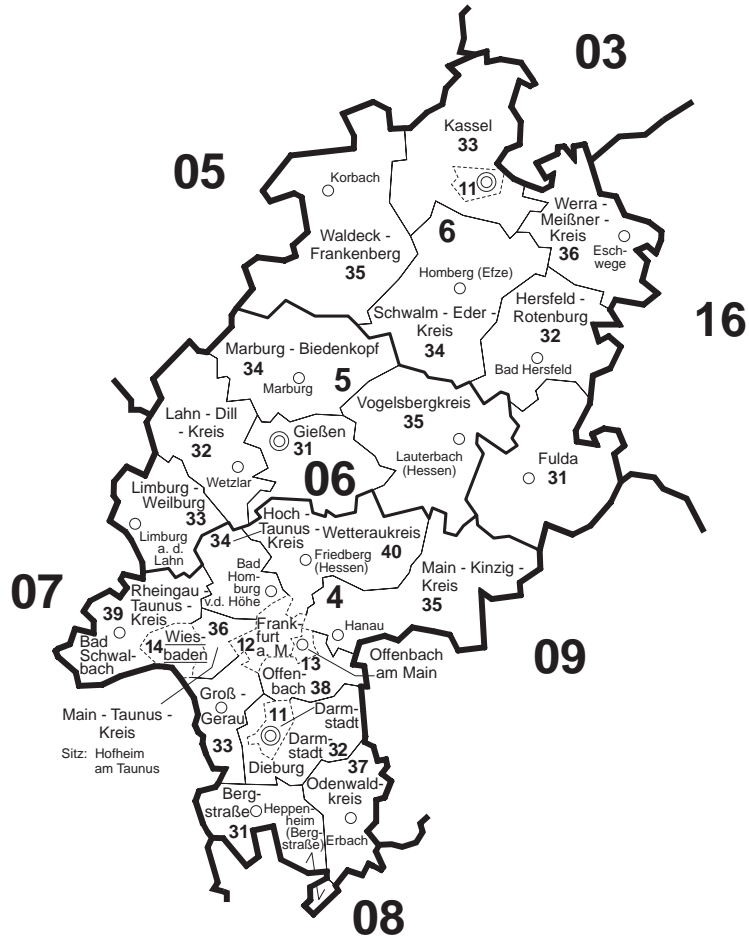 03
05
Kassel
33
11
Korbach
Werra -
Meißner -
Kreis
36
Esch-
wege
6
Waldeck -
Frankenberg
35
Homberg (Efze)
Schwalm - Eder -
Kreis
34
Hersfeld -
Rotenburg
32
Bad Hersfeld
16
Marburg - Biedenkopf
34
Marburg
5
Vogelsbergkreis
35
Lauterbach
(Hessen)
Lahn - Dill
- Kreis
32
Wetzlar
Gießen
31
06
Fulda
31
Limburg -
Weilburg
33
Limburg
a. d.
Lahn
Hoch -
Taunus -
Kreis
34
Bad
Hom-
burg
v.d. Höhe
Wetteraukreis
40
Friedberg
(Hessen)
Main - Kinzig -
Kreis
35
4
Hanau
07
Rheingau -
Taunus -
Kreis
39
Bad
Schwal-
bach
14
Wies-
baden
36
12
Frank-
furt
a. M.
13
Offenbach
am Main
09
Offen-
bach
38
Main - Taunus -
Kreis
Sitz: Hofheim
am Taunus
Groß -
Gerau
33
11
Darm-
stadt
Darm-
stadt
32
Dieburg
37
Odenwald-
kreis
Erbach
Berg-
straße
31
Heppen-
heim
(Berg-
straße)
08